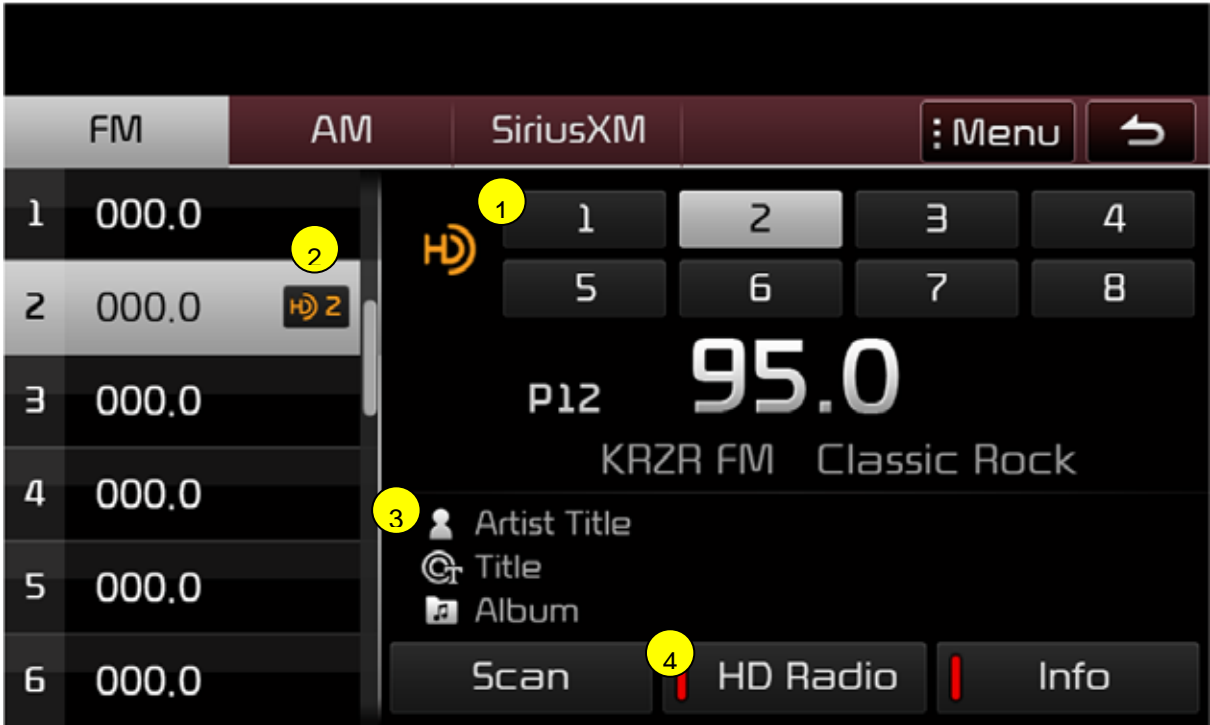 FM AM SiriusXM Menu
1 000.0
2
2 000.0 HD 2
3 000.0
4 000.0
5 000.0
6 000.0
1
HD 1 2 3 4
5 6 7 8
P12 95.0
KRZR FM Classic Rock
3
Artist Title
CT Title
Album
4
Scan HD Radio Info